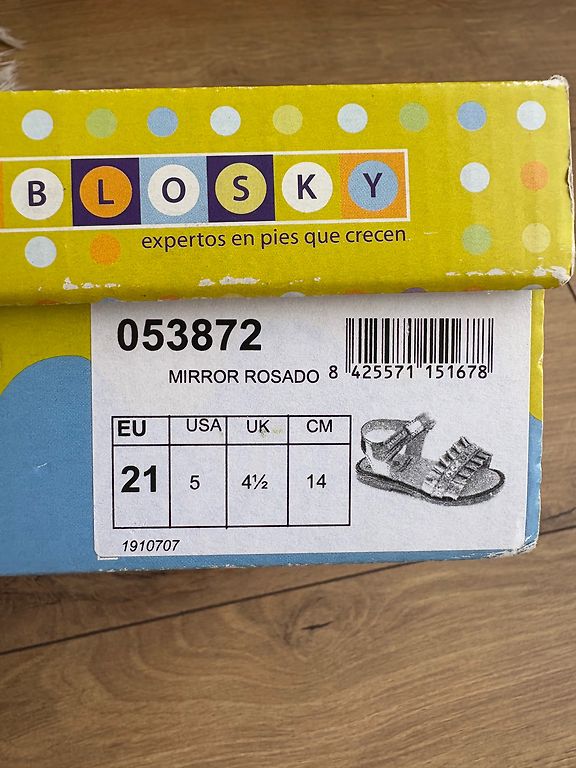 BLOSKY
expertos en pies que crecen
053872
MIRROR ROSADO
8 425571 151678
EU USA UK CM
21 5 4½ 14
1910707